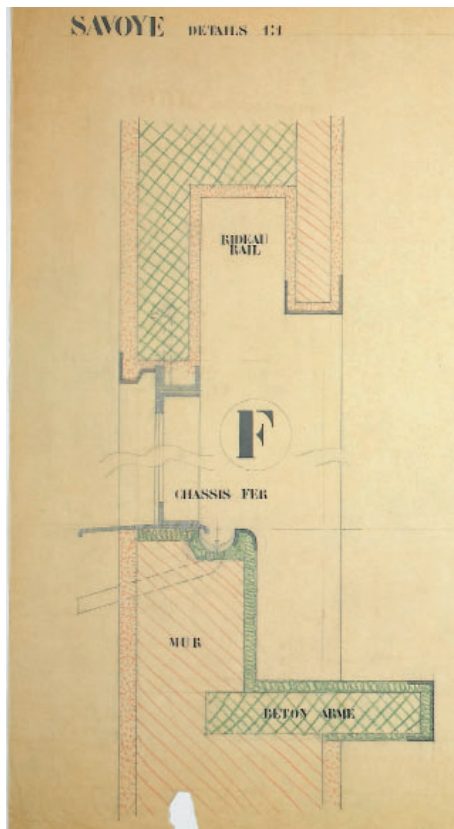 SAVOYE DETAILS 1:1
RIDEAU
RAIL
F
CHASSIS FER
MUR
BETON ARME